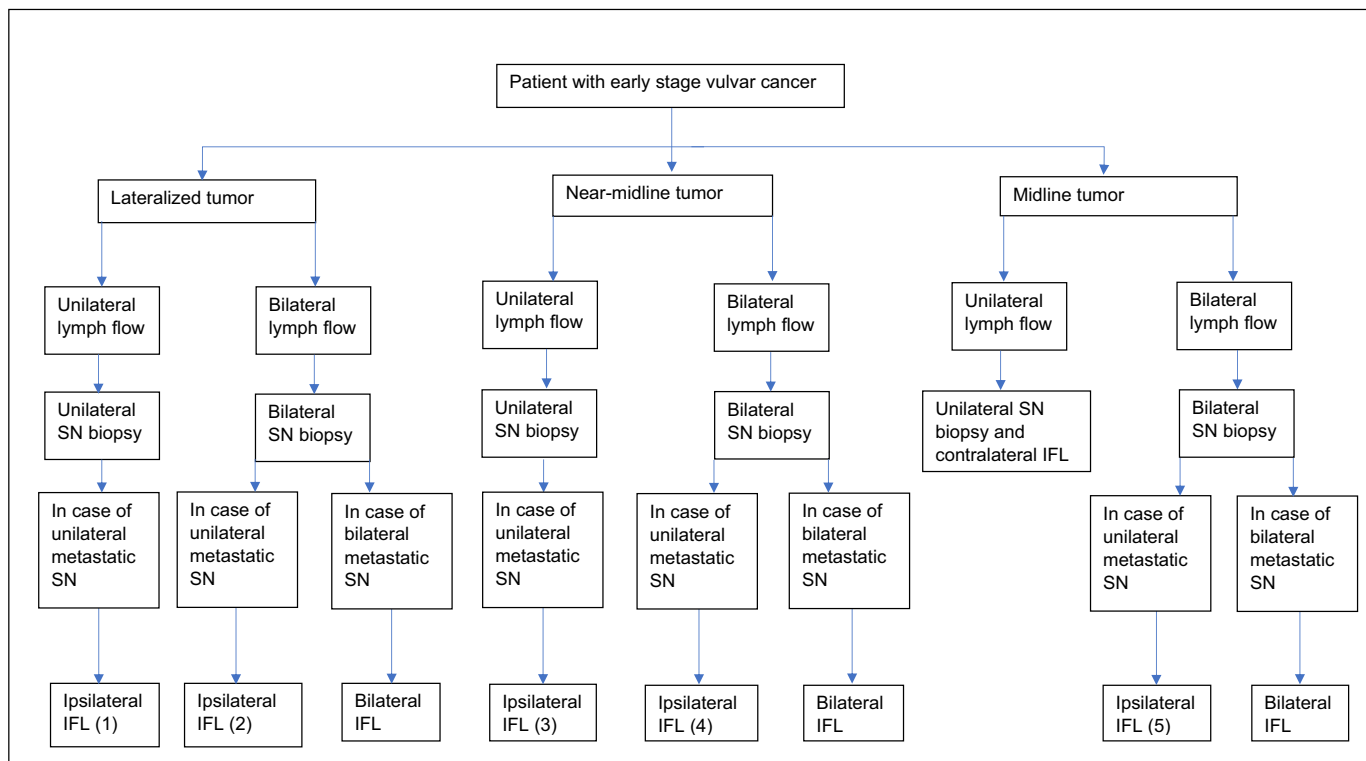 Patient with early stage vulvar cancer
Lateralized tumor
Near-midline tumor
Midline tumor
Unilateral
lymph flow
Bilateral
lymph flow
Unilateral
lymph flow
Bilateral
lymph flow
Unilateral
lymph flow
Bilateral
lymph flow
Unilateral
SN biopsy
Bilateral
SN biopsy
Unilateral
SN biopsy
Bilateral
SN biopsy
Unilateral SN
biopsy and
contralateral IFL
Bilateral
SN biopsy
In case of
unilateral
metastatic
SN
In case of
unilateral
metastatic
SN
In case of
bilateral
metastatic
SN
In case of
unilateral
metastatic
SN
In case of
unilateral
metastatic
SN
In case of
bilateral
metastatic
SN
In case of
unilateral
metastatic
SN
In case of
bilateral
metastatic
SN
Ipsilateral
IFL (1)
Ipsilateral
IFL (2)
Bilateral
IFL
Ipsilateral
IFL (3)
Ipsilateral
IFL (4)
Bilateral
IFL
Ipsilateral
IFL (5)
Bilateral
IFL